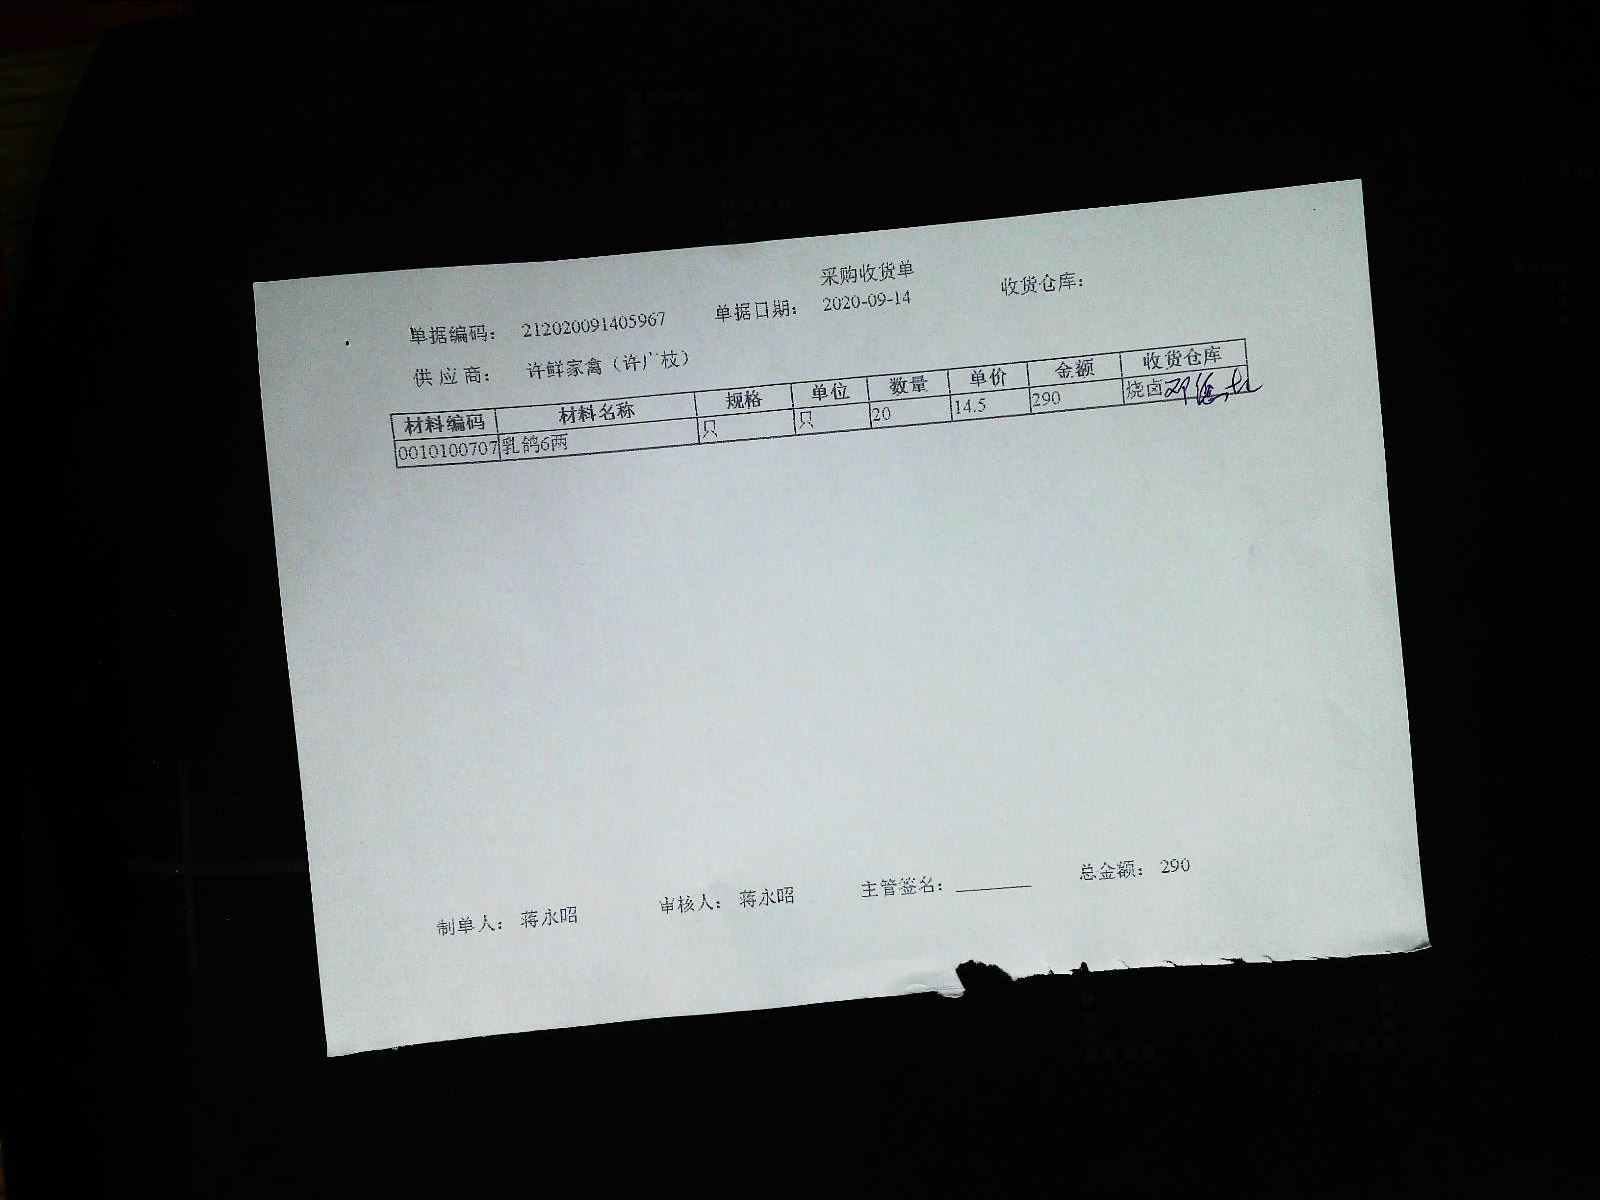 采购收货单
单据编码： 212020091405967 单据日期： 2020-09-14 收货仓库：
供应商： 许鲜家禽（许广枝）
材料编码 材料名称 规格 单位 数量 单价 金额 收货仓库
0010100707 乳鸽6两 只 只 20 14.5 290 烧卤
制单人： 蒋永昭 审核人： 蒋永昭 主管签名： 总金额： 290